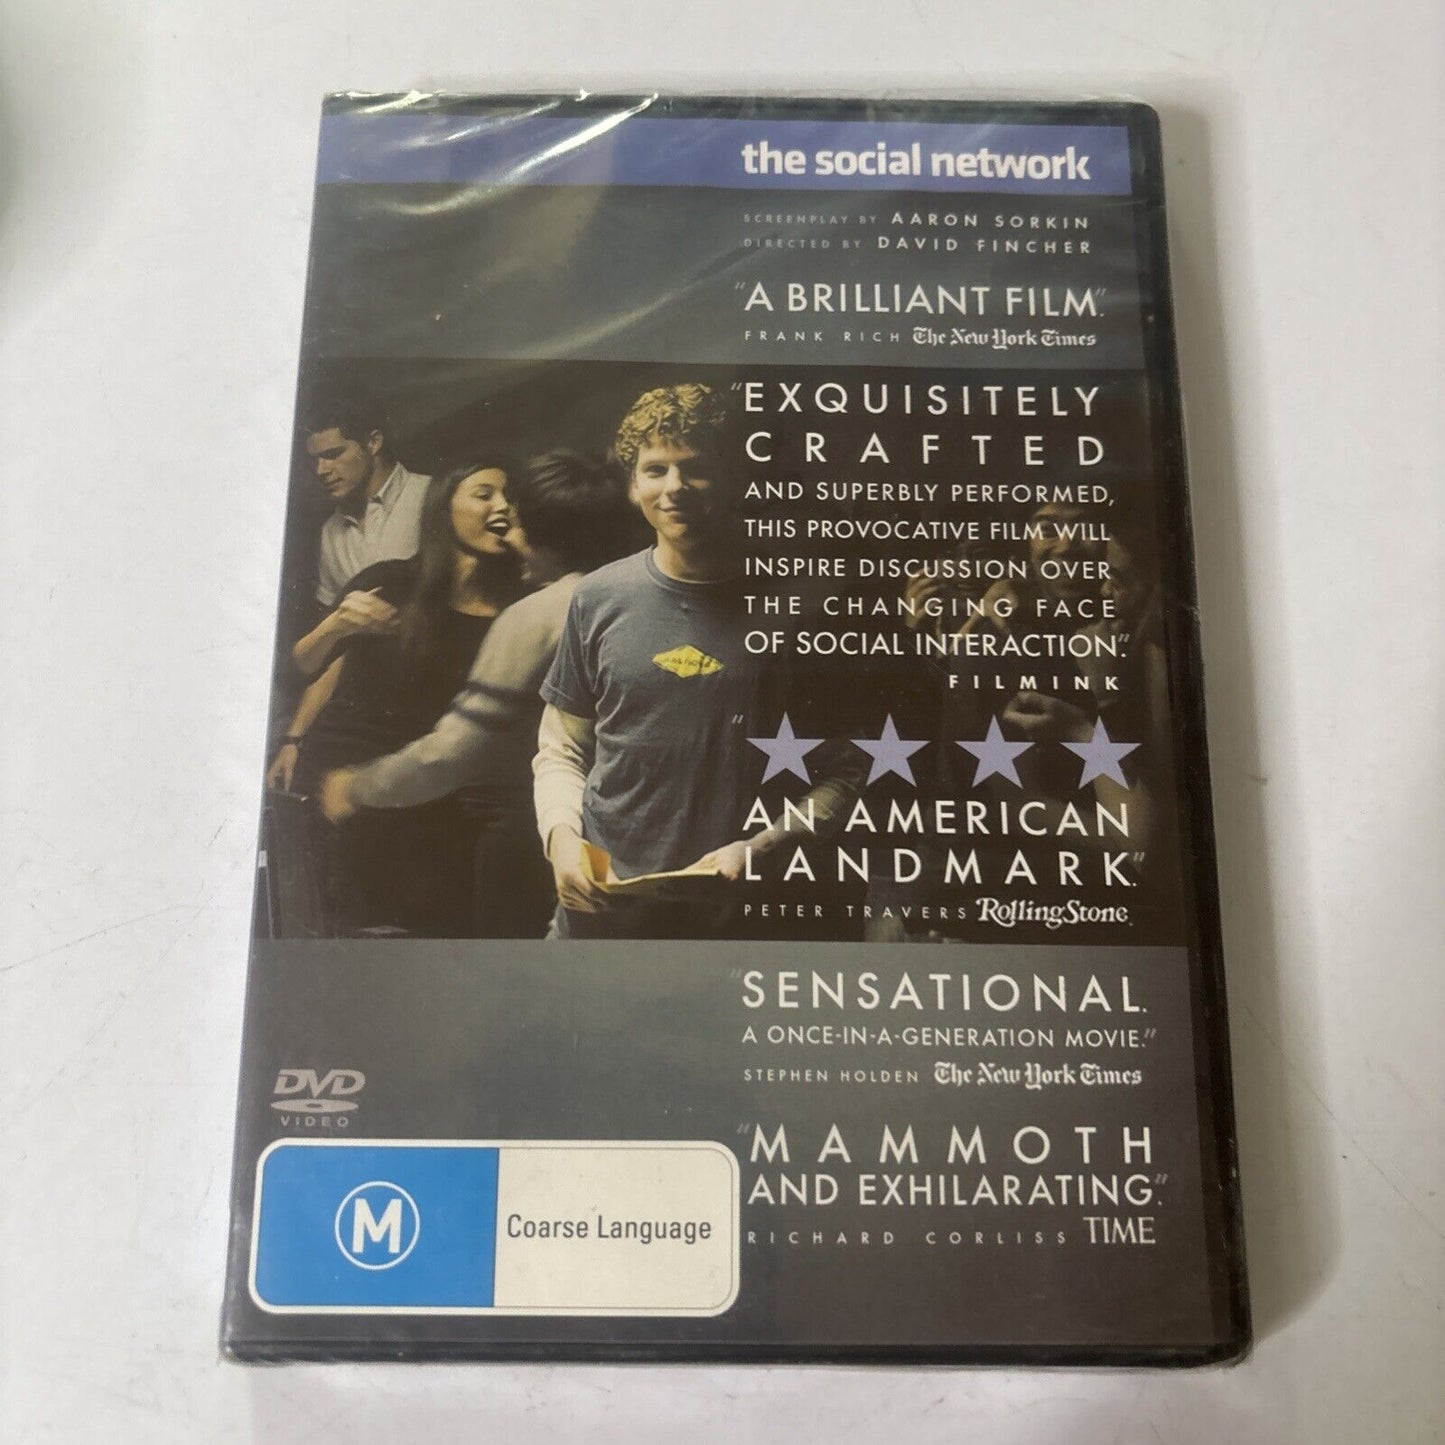 the social network
SCREENPLAY BY AARON SORKIN
DIRECTED BY DAVID FINCHER
"A BRILLIANT FILM."
FRANK RICH The New York Times
"EXQUISITELY
CRAFTED
AND SUPERBLY PERFORMED,
THIS PROVOCATIVE FILM WILL
INSPIRE DISCUSSION OVER
THE CHANGING FACE
OF SOCIAL INTERACTION."
FILMINK
"★ ★ ★ ★
AN AMERICAN
LANDMARK."
PETER TRAVERS RollingStone.
"SENSATIONAL.
A ONCE-IN-A-GENERATION MOVIE."
STEPHEN HOLDEN The New York Times
"MAMMOTH
AND EXHILARATING."
RICHARD CORLISS TIME
DVD
VIDEO
M Coarse Language